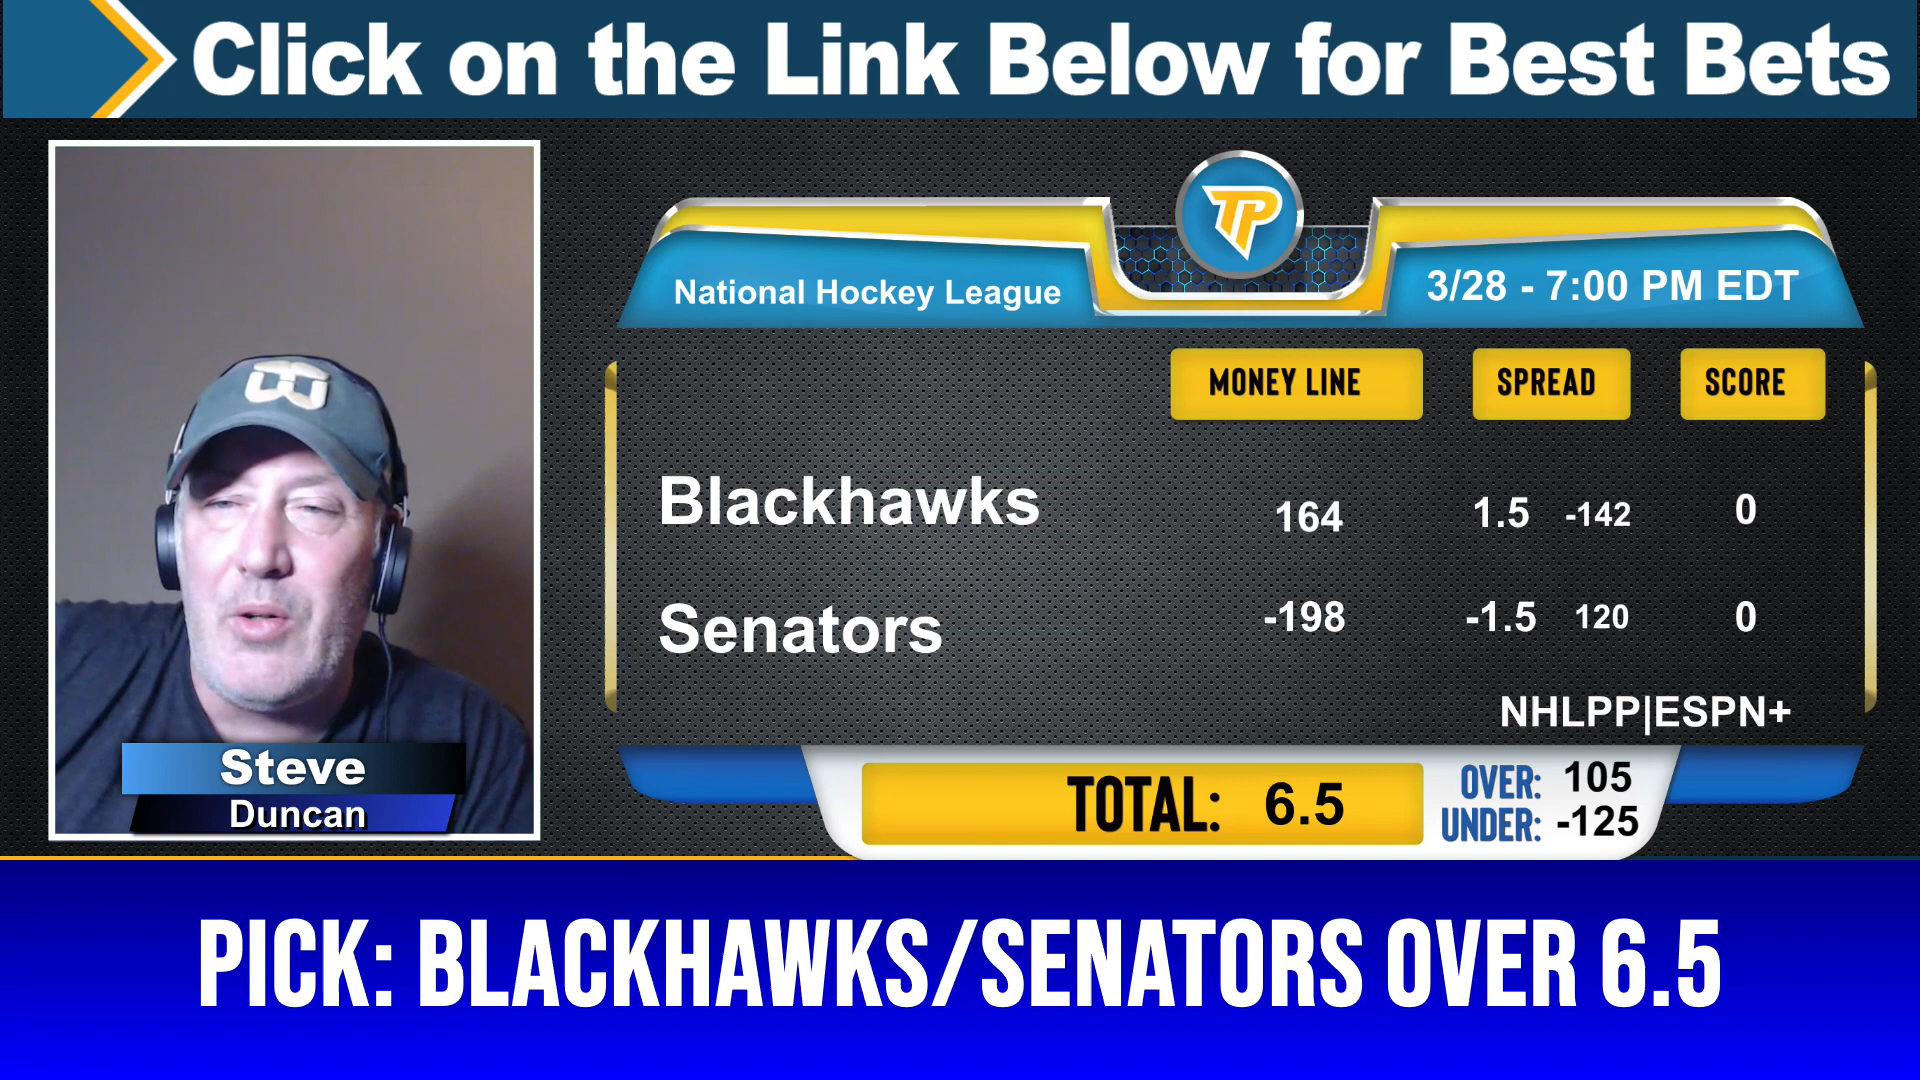 Click on the Link Below for Best Bets
TP
National Hockey League
3/28 - 7:00 PM EDT
MONEY LINE SPREAD SCORE
Blackhawks 164 1.5 -142 0
Senators -198 -1.5 120 0
NHLPP|ESPN+
TOTAL: 6.5
OVER: 105
UNDER: -125
Steve
Duncan
PICK: BLACKHAWKS/SENATORS OVER 6.5